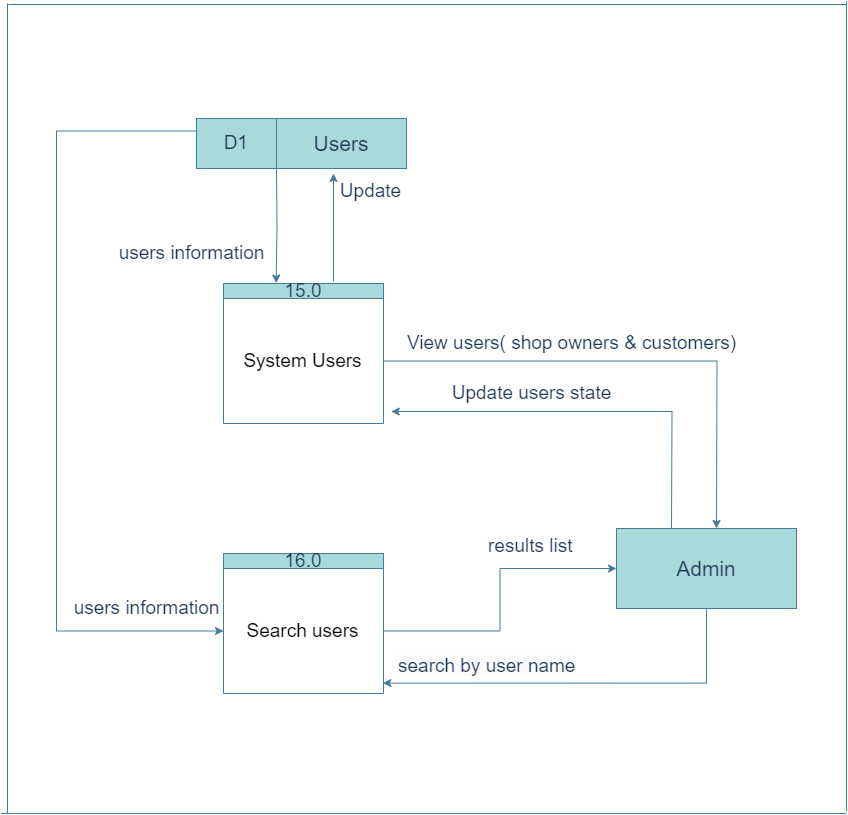 D1
Users
Update
users information
15.0
System Users
View users( shop owners & customers)
Update users state
results list
16.0
Admin
users information
Search users
search by user name